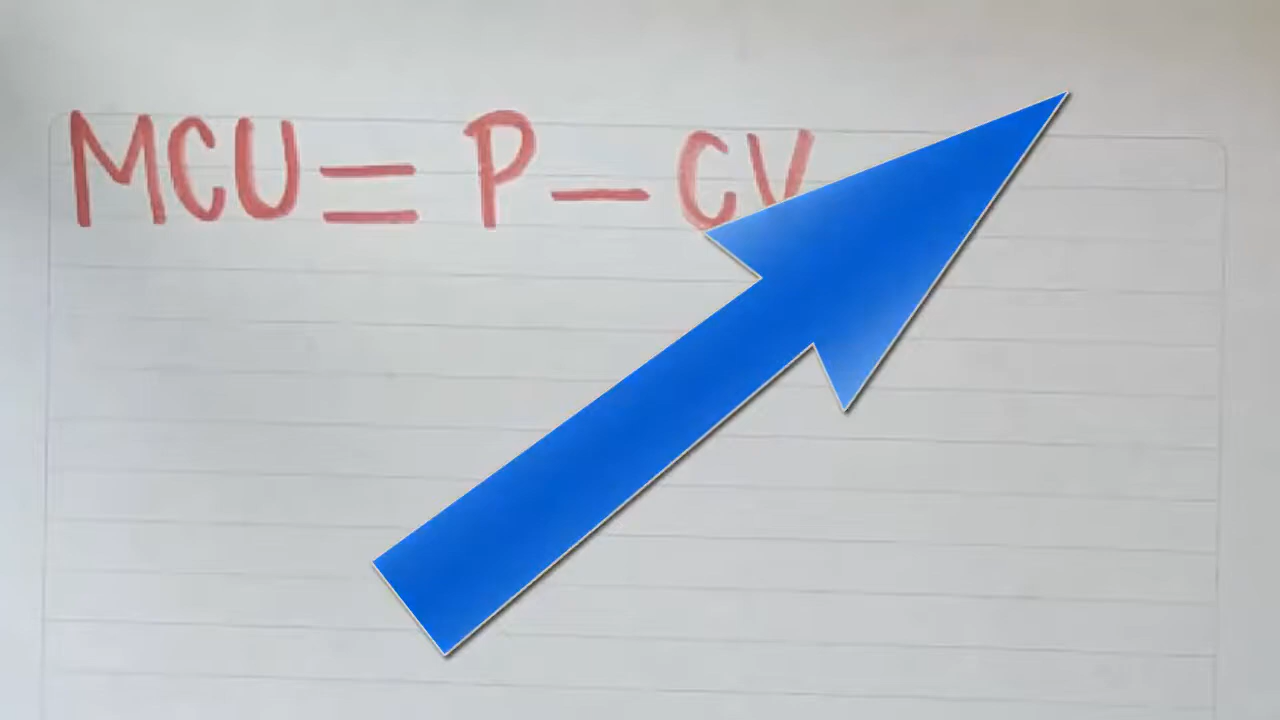 MCU = P - CV